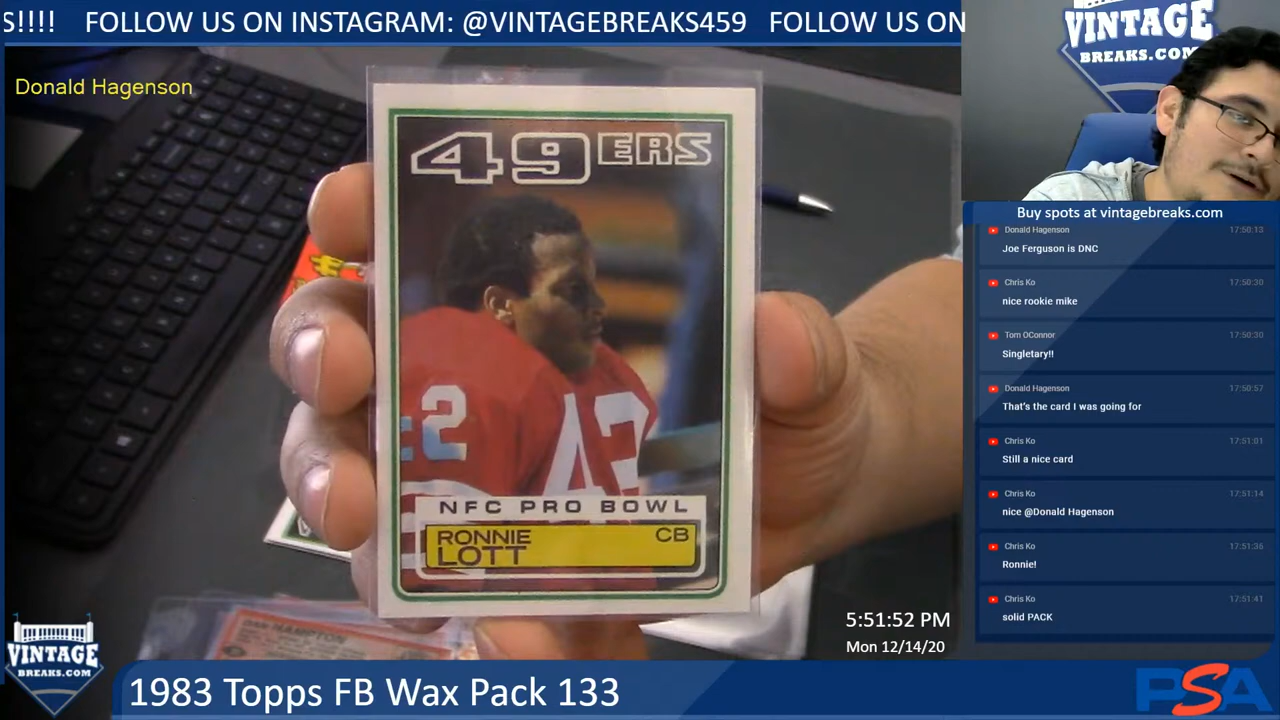 S!!!! FOLLOW US ON INSTAGRAM: @VINTAGEBREAKS459 FOLLOW US ON
Donald Hagenson
49ERS
42
42
NFC PRO BOWL
RONNIE CB
LOTT
DAN HAMPTON
VINTAGE
BREAKS.COM
Buy spots at vintagebreaks.com
Donald Hagenson 17:50:13
Joe Ferguson is DNC
Chris Ko 17:50:30
nice rookie mike
Tom OConnor 17:50:30
Singletary!!
Donald Hagenson 17:50:57
That's the card I was going for
Chris Ko 17:51:01
Still a nice card
Chris Ko 17:51:14
nice @Donald Hagenson
Chris Ko 17:51:36
Ronnie!
Chris Ko 17:51:41
solid PACK
5:51:52 PM
Mon 12/14/20
VINTAGE
BREAKS.COM
1983 Topps FB Wax Pack 133
PSA